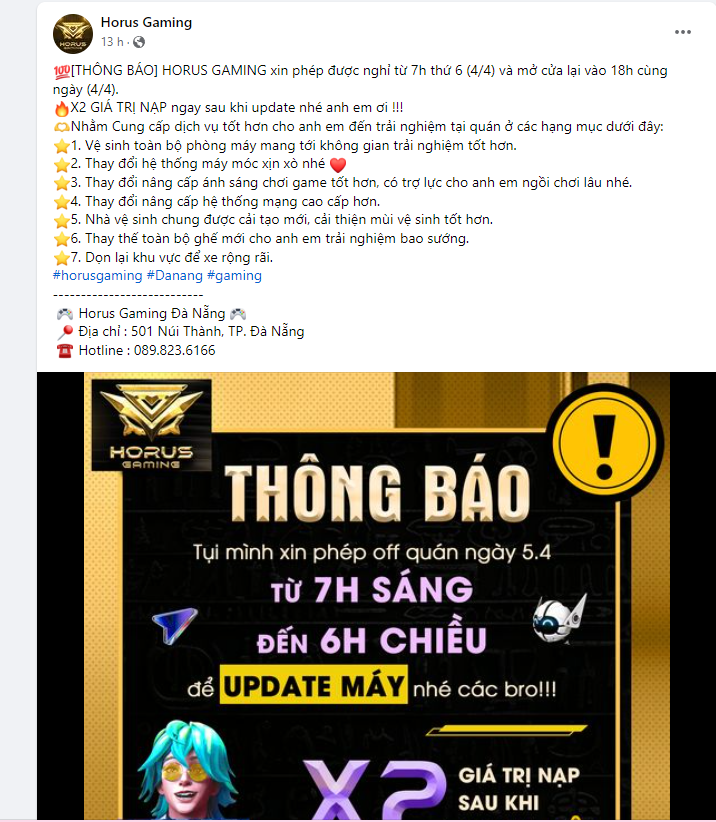 Horus Gaming
13 h ·
💯[THÔNG BÁO] HORUS GAMING xin phép được nghỉ từ 7h thứ 6 (4/4) và mở cửa lại vào 18h cùng
ngày (4/4).
🔥X2 GIÁ TRỊ NẠP ngay sau khi update nhé anh em ơi !!!
🫶Nhằm Cung cấp dịch vụ tốt hơn cho anh em đến trải nghiệm tại quán ở các hạng mục dưới đây:
⭐1. Vệ sinh toàn bộ phòng máy mang tới không gian trải nghiệm tốt hơn.
⭐2. Thay đổi hệ thống máy móc xịn xò nhé ❤️
⭐3. Thay đổi nâng cấp ánh sáng chơi game tốt hơn, có trợ lực cho anh em ngồi chơi lâu nhé.
⭐4. Thay đổi nâng cấp hệ thống mạng cao cấp hơn.
⭐5. Nhà vệ sinh chung được cải tạo mới, cải thiện mùi vệ sinh tốt hơn.
⭐6. Thay thế toàn bộ ghế mới cho anh em trải nghiệm bao sướng.
⭐7. Dọn lại khu vực để xe rộng rãi.
#horusgaming #Danang #gaming
---------------------------
🎮 Horus Gaming Đà Nẵng 🎮
📍 Địa chỉ : 501 Núi Thành, TP. Đà Nẵng
☎️ Hotline : 089.823.6166
HORUS
GAMING
THÔNG BÁO
Tụi mình xin phép off quán ngày 5.4
TỪ 7H SÁNG
ĐẾN 6H CHIỀU
để UPDATE MÁY nhé các bro!!!
X2 GIÁ TRỊ NẠP
SAU KHI